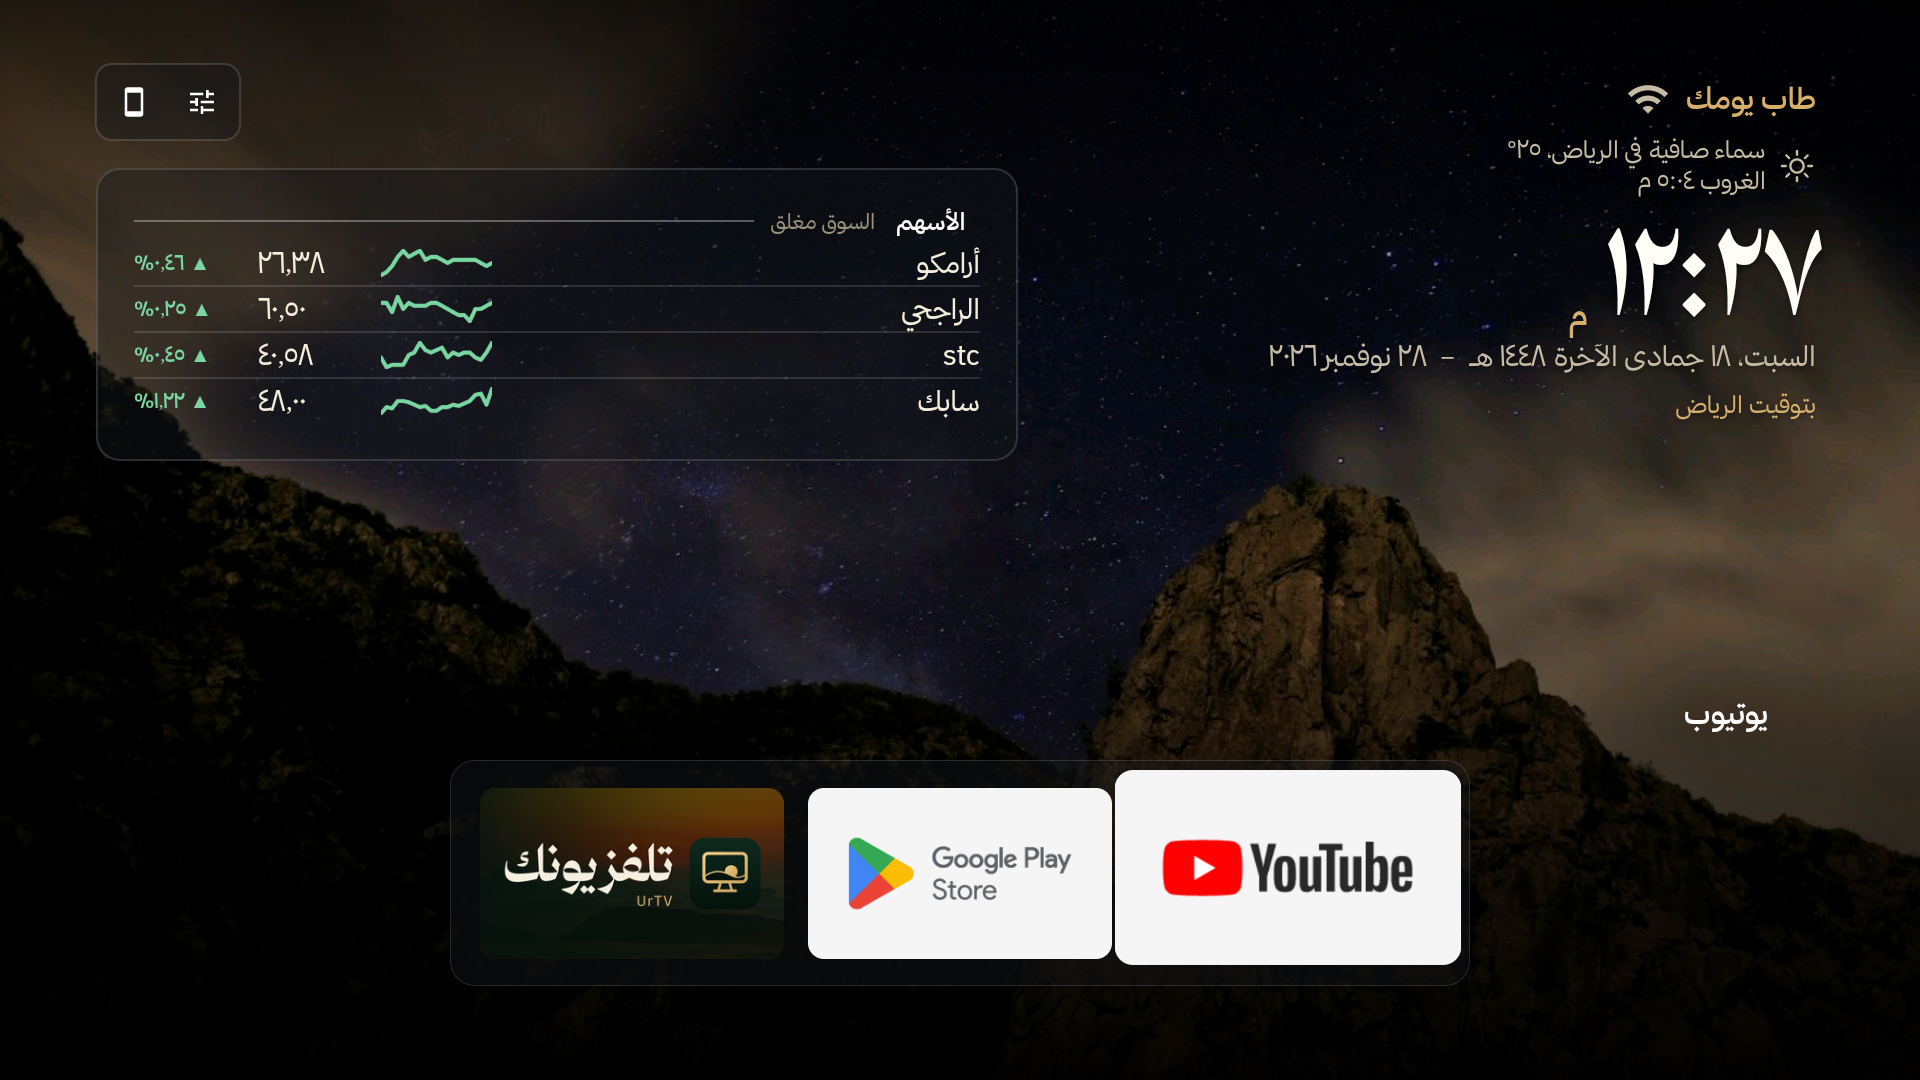 طاب يومك
سماء صافية في الرياض، ٢٥°
الغروب ٥:٠٤ م
١٢:٢٧ م
السبت، ١٨ جمادى الآخرة ١٤٤٨ هـ – ٢٨ نوفمبر ٢٠٢٦
بتوقيت الرياض
الأسهم السوق مغلق
أرامكو ٢٦,٣٨ ▲ ٠,٤٦%
الراجحي ٦٠,٥٠ ▲ ٠,٢٥%
stc ٤٠,٥٨ ▲ ٠,٤٥%
سابك ٤٨,٠٠ ▲ ١,٢٢%
يوتيوب
YouTube
Google Play
Store
تلفزيونك
UrTV